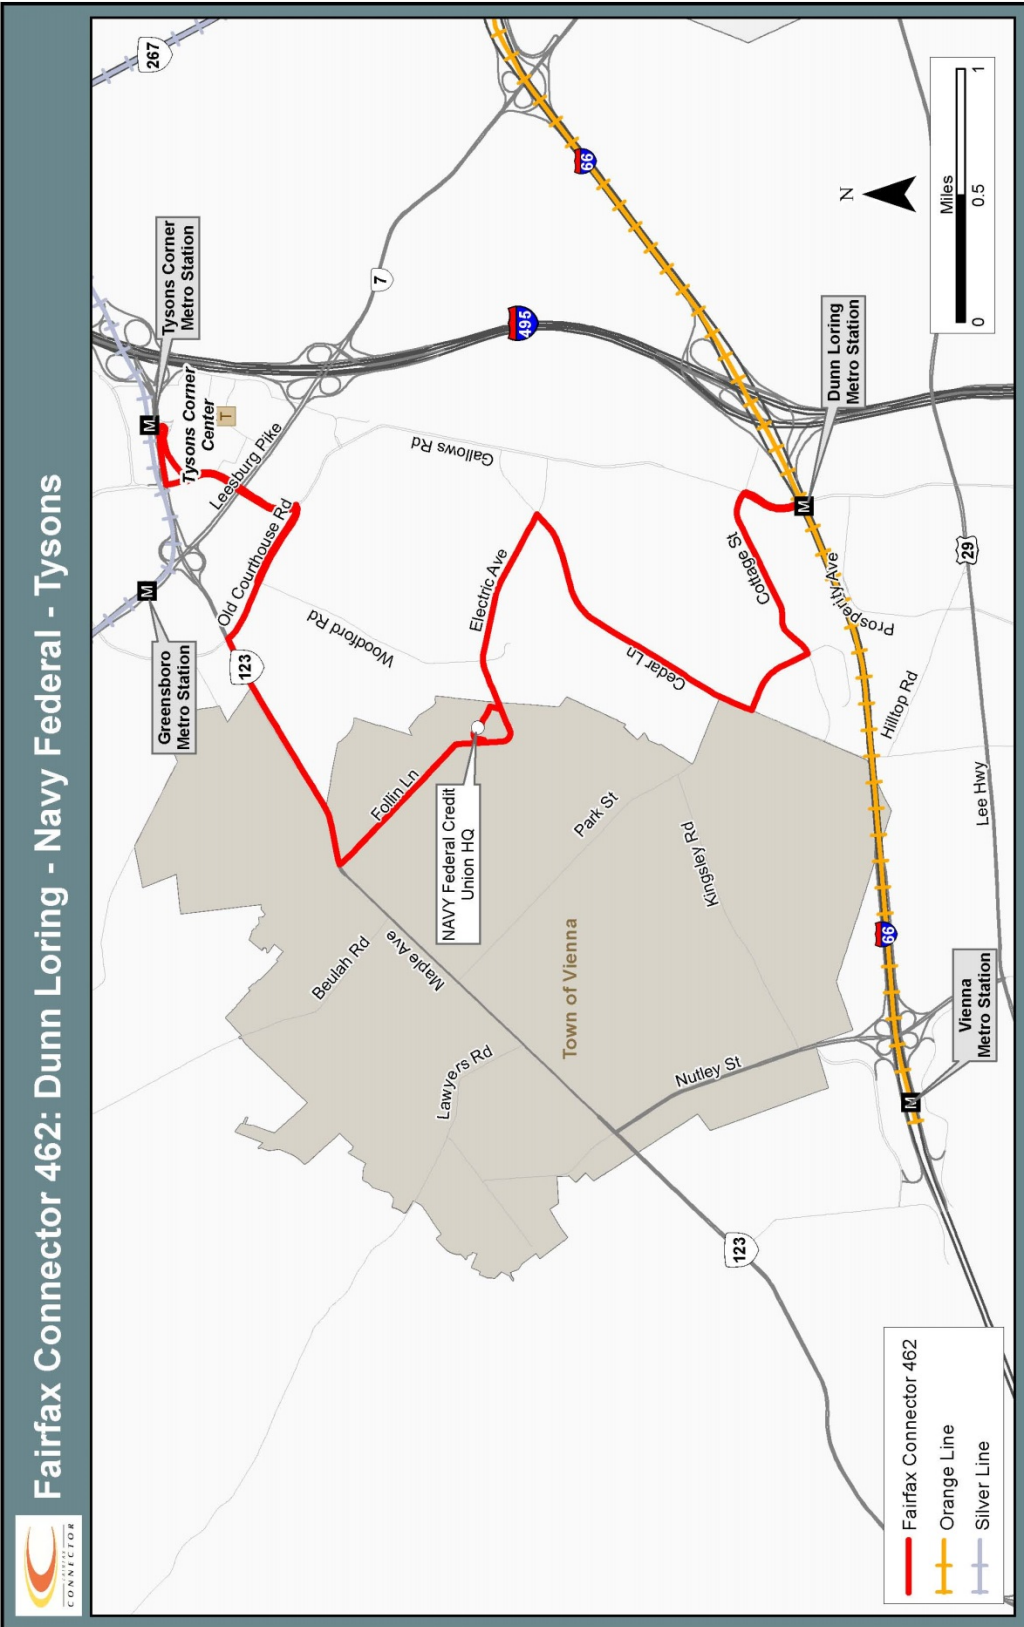 Fairfax Connector 462: Dunn Loring - Navy Federal - Tysons
FAIRFAX
CONNECTOR
267
Tysons Corner
Metro Station
Greensboro
Metro Station
Tysons Corner
Center
T
M
M
Leesburg Pike
7
Old Courthouse Rd
123
Woodford Rd
Gallows Rd
495
66
Electric Ave
Follin Ln
NAVY Federal Credit
Union HQ
Cedar Ln
Cottage St
Dunn Loring
Metro Station
M
Prosperity Ave
Hilltop Rd
29
Lee Hwy
Park St
Kingsley Rd
Beulah Rd
Maple Ave
Lawyers Rd
Town of Vienna
Nutley St
66
Vienna
Metro Station
M
123
N
Miles
0 0.5 1
Fairfax Connector 462
Orange Line
Silver Line